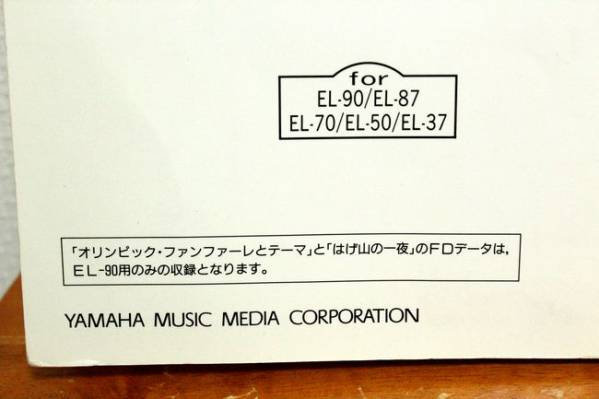 for
EL-90/EL-87
EL-70/EL-50/EL-37
「オリンピック・ファンファーレとテーマ」と「はげ山の一夜」のFDデータは,
EL-90用のみの収録となります。
YAMAHA MUSIC MEDIA CORPORATION